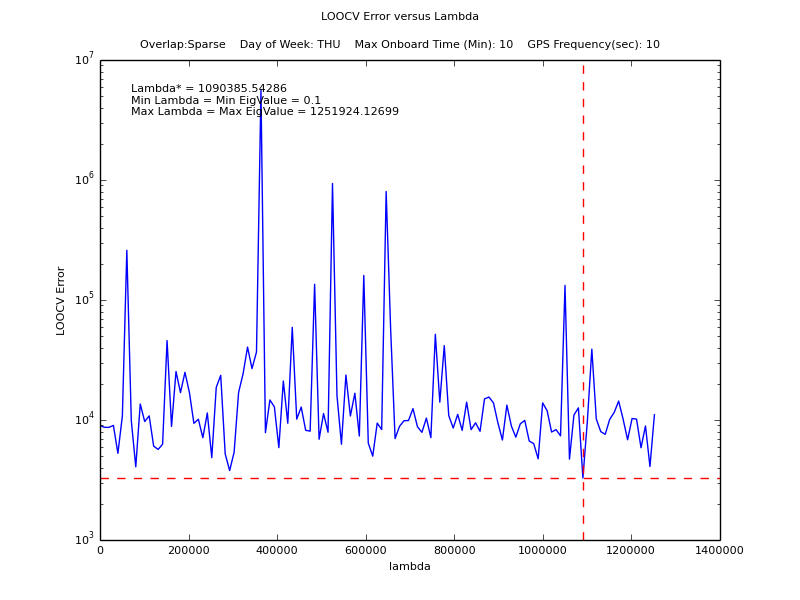 LOOCV Error versus Lambda
Overlap:Sparse    Day of Week: THU    Max Onboard Time (Min): 10    GPS Frequency(sec): 10
Lambda* = 1090385.54286
Min Lambda = Min EigValue = 0.1
Max Lambda = Max EigValue = 1251924.12699
10^7
10^6
10^5
10^4
10^3
LOOCV Error
0 200000 400000 600000 800000 1000000 1200000 1400000
lambda